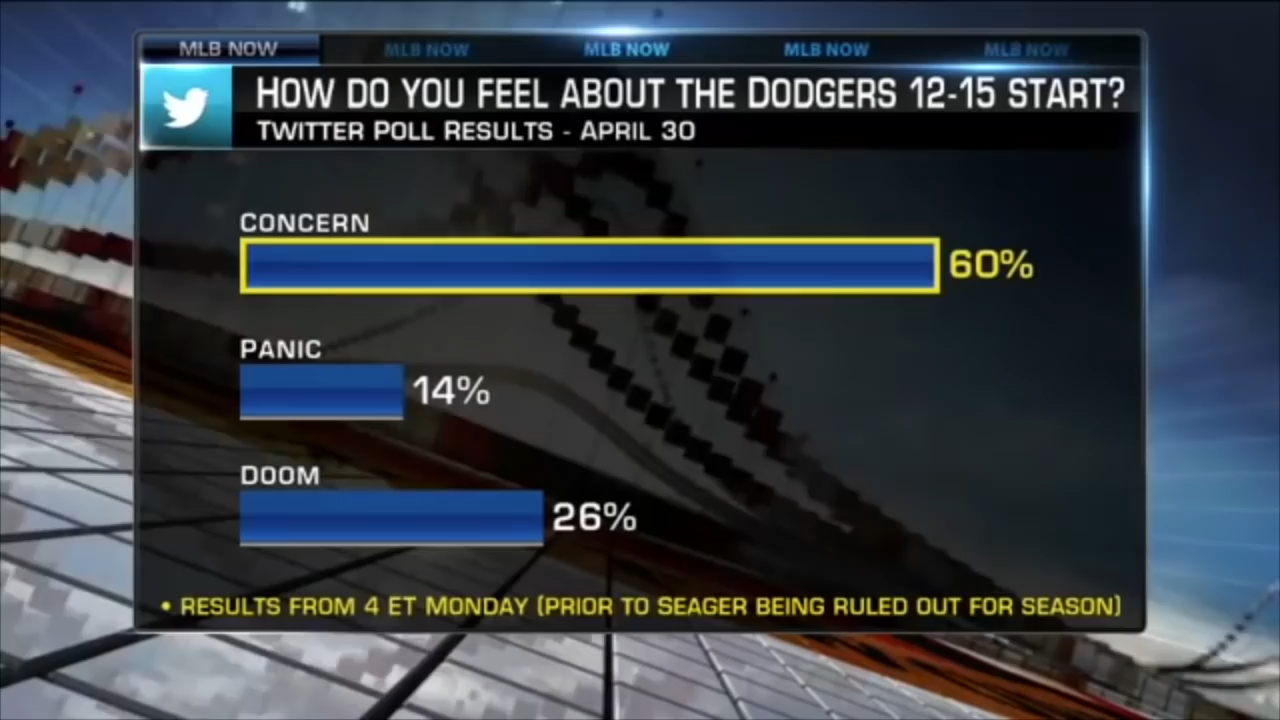 MLB NOW MLB NOW MLB NOW MLB NOW MLB NOW
HOW DO YOU FEEL ABOUT THE DODGERS 12-15 START?
TWITTER POLL RESULTS - APRIL 30
CONCERN
60%
PANIC
14%
DOOM
26%
• RESULTS FROM 4 ET MONDAY (PRIOR TO SEAGER BEING RULED OUT FOR SEASON)